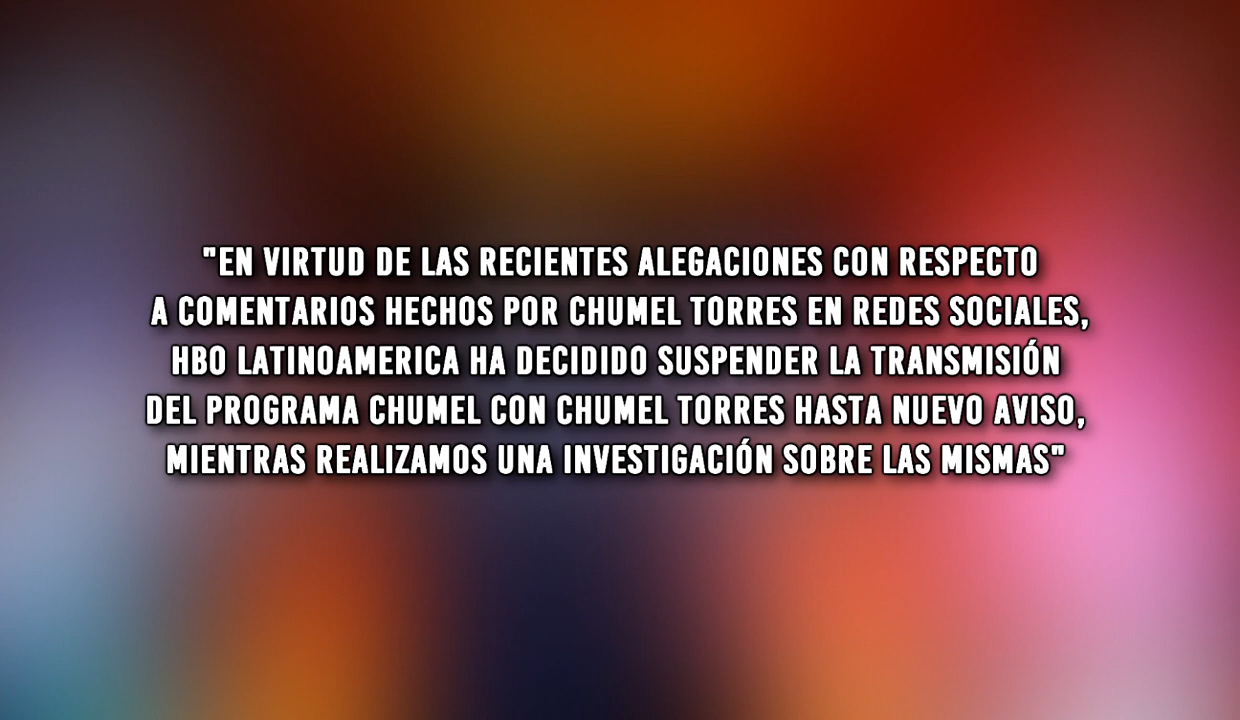 "EN VIRTUD DE LAS RECIENTES ALEGACIONES CON RESPECTO
A COMENTARIOS HECHOS POR CHUMEL TORRES EN REDES SOCIALES,
HBO LATINOAMERICA HA DECIDIDO SUSPENDER LA TRANSMISIÓN
DEL PROGRAMA CHUMEL CON CHUMEL TORRES HASTA NUEVO AVISO,
MIENTRAS REALIZAMOS UNA INVESTIGACIÓN SOBRE LAS MISMAS"